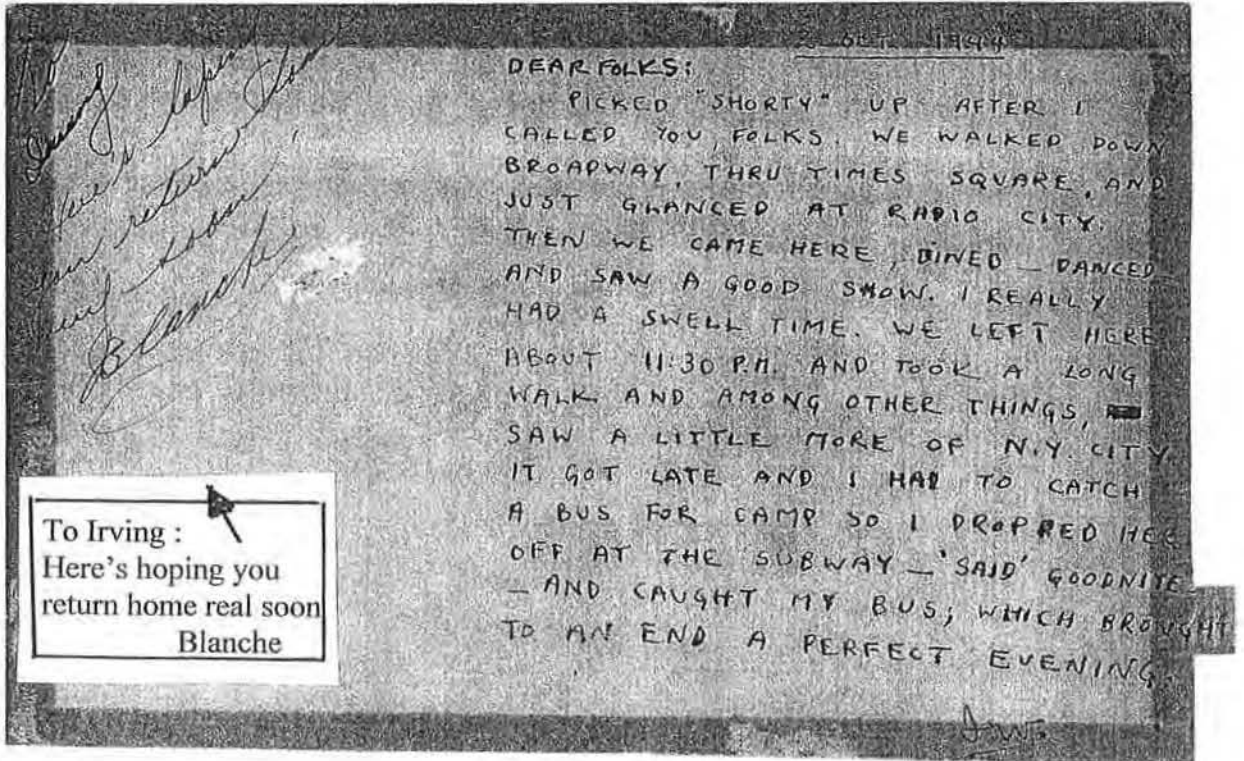 To
Irving
Here's hoping
you return home
real soon
Blanche
To Irving :
Here's hoping you
return home real soon
Blanche
OCT 1944
DEAR FOLKS:
PICKED "SHORTY" UP AFTER I
CALLED YOU, FOLKS. WE WALKED DOWN
BROADWAY, THRU TIMES SQUARE, AND
JUST GLANCED AT RADIO CITY.
THEN WE CAME HERE, DINED — DANCED —
AND SAW A GOOD SHOW. I REALLY
HAD A SWELL TIME. WE LEFT HERE
ABOUT 11:30 P.M. AND TOOK A LONG
WALK AND AMONG OTHER THINGS,
SAW A LITTLE MORE OF N.Y. CITY.
IT GOT LATE AND I HAD TO CATCH
A BUS FOR CAMP SO I DROPPED HER
OFF AT THE SUBWAY — 'SAID' GOODNITE —
— AND CAUGHT MY BUS; WHICH BROUGHT
TO AN END A PERFECT EVENING.
I.W.